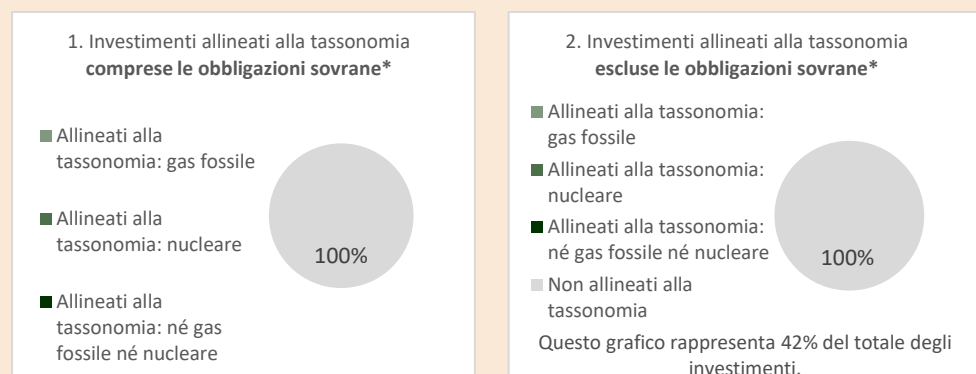 1. Investimenti allineati alla tassonomia
comprese le obbligazioni sovrane*
Allineati alla
tassonomia: gas fossile
Allineati alla
tassonomia: nucleare
Allineati alla
tassonomia: né gas
fossile né nucleare
100%
2. Investimenti allineati alla tassonomia
escluse le obbligazioni sovrane*
Allineati alla tassonomia:
gas fossile
Allineati alla tassonomia:
nucleare
Allineati alla tassonomia:
né gas fossile né nucleare
Non allineati alla
tassonomia
100%
Questo grafico rappresenta 42% del totale degli
investimenti.